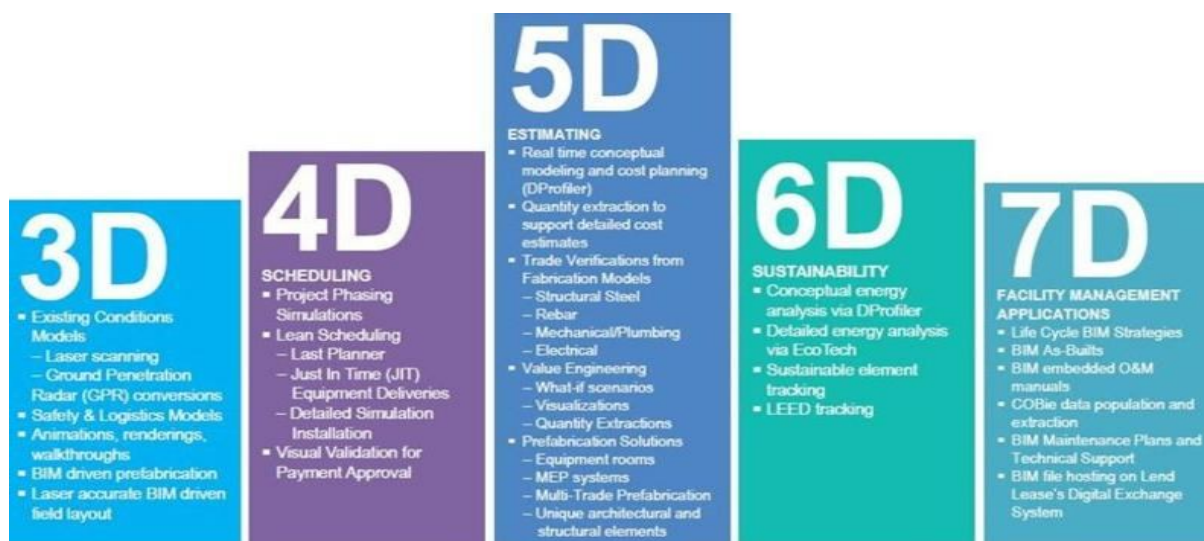 3D
▪ Existing Conditions
Models
– Laser scanning
– Ground Penetration
Radar (GPR) conversions
▪ Safety & Logistics Models
▪ Animations, renderings,
walkthroughs
▪ BIM driven prefabrication
▪ Laser accurate BIM driven
field layout
4D
SCHEDULING
▪ Project Phasing
Simulations
▪ Lean Scheduling
– Last Planner
– Just In Time (JIT)
Equipment Deliveries
– Detailed Simulation
Installation
▪ Visual Validation for
Payment Approval
5D
ESTIMATING
▪ Real time conceptual
modeling and cost planning
(DProfiler)
▪ Quantity extraction to
support detailed cost
estimates
▪ Trade Verifications from
Fabrication Models
– Structural Steel
– Rebar
– Mechanical/Plumbing
– Electrical
▪ Value Engineering
– What-if scenarios
– Visualizations
– Quantity Extractions
▪ Prefabrication Solutions
– Equipment rooms
– MEP systems
– Multi-Trade Prefabrication
– Unique architectural and
structural elements
6D
SUSTAINABILITY
▪ Conceptual energy
analysis via DProfiler
▪ Detailed energy analysis
via EcoTech
▪ Sustainable element
tracking
▪ LEED tracking
7D
FACILITY MANAGEMENT
APPLICATIONS
▪ Life Cycle BIM Strategies
▪ BIM As-Builts
▪ BIM embedded O&M
manuals
▪ COBie data population and
extraction
▪ BIM Maintenance Plans and
Technical Support
▪ BIM file hosting on Lend
Lease's Digital Exchange
System